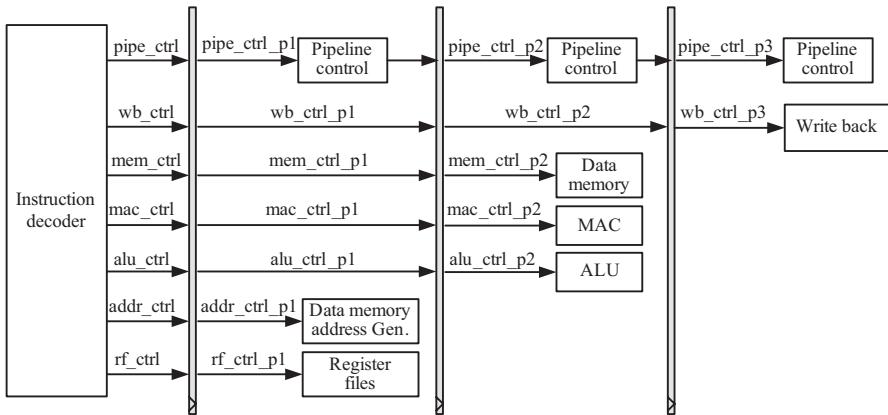 pipe_ctrl pipe_ctrl_p1 Pipeline control pipe_ctrl_p2 Pipeline control pipe_ctrl_p3 Pipeline control
wb_ctrl wb_ctrl_p1 wb_ctrl_p2 wb_ctrl_p3 Write back
mem_ctrl mem_ctrl_p1 mem_ctrl_p2 Data memory
Instruction decoder
mac_ctrl mac_ctrl_p1 mac_ctrl_p2 MAC
alu_ctrl alu_ctrl_p1 alu_ctrl_p2 ALU
addr_ctrl addr_ctrl_p1 Data memory address Gen.
rf_ctrl rf_ctrl_p1 Register files